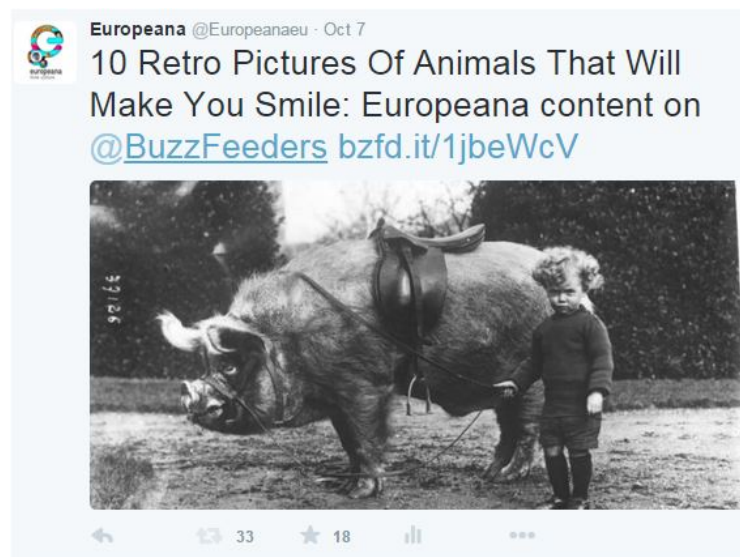 Europeana @Europeanaeu · Oct 7
europeana
10 Retro Pictures Of Animals That Will
Make You Smile: Europeana content on
@BuzzFeeders bzfd.it/1jbeWcV
33 18